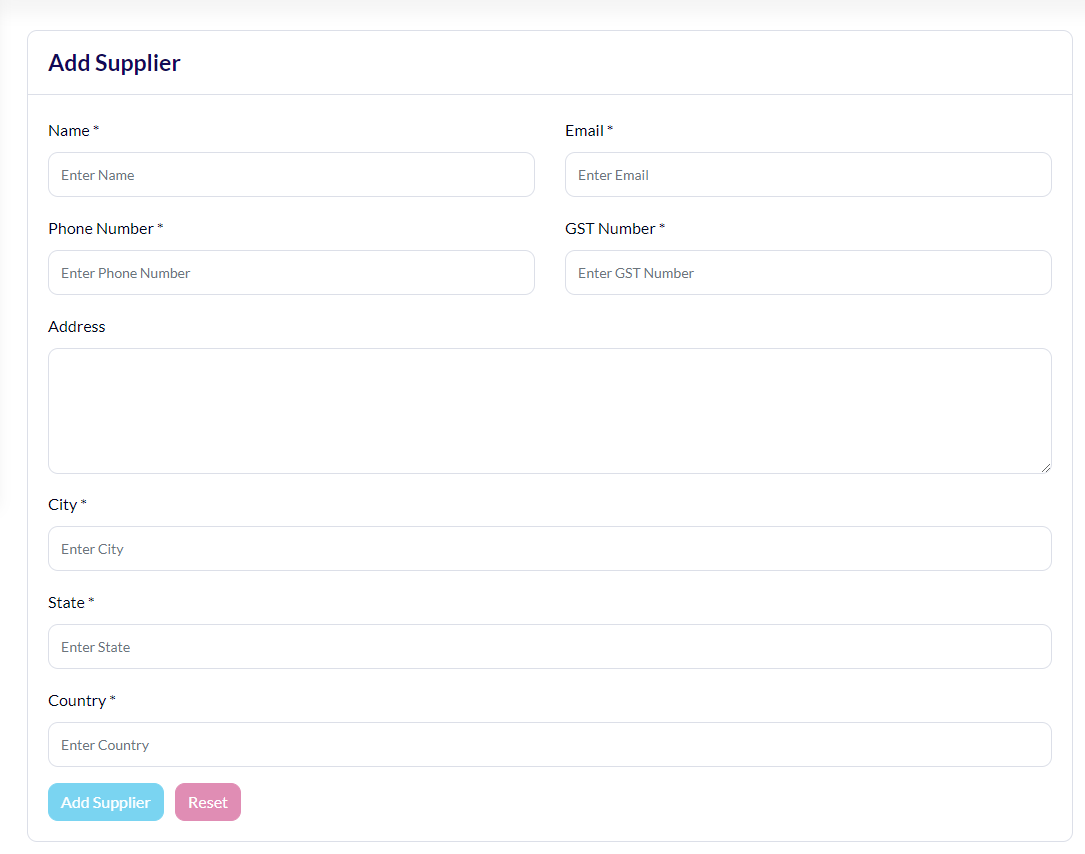 Add Supplier
Name *
Email *
Enter Name
Enter Email
Phone Number *
GST Number *
Enter Phone Number
Enter GST Number
Address
City *
Enter City
State *
Enter State
Country *
Enter Country
Add Supplier
Reset